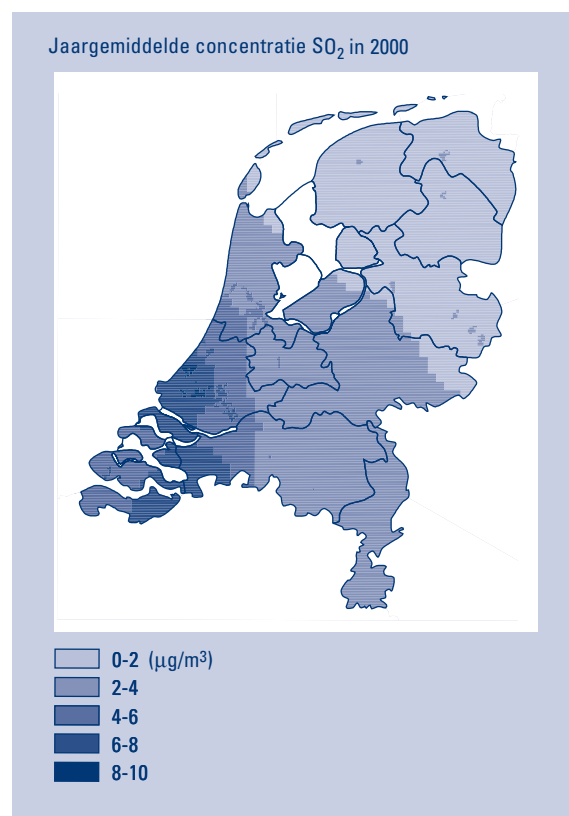 Jaargemiddelde concentratie SO₂ in 2000
0-2 (µg/m³)
2-4
4-6
6-8
8-10